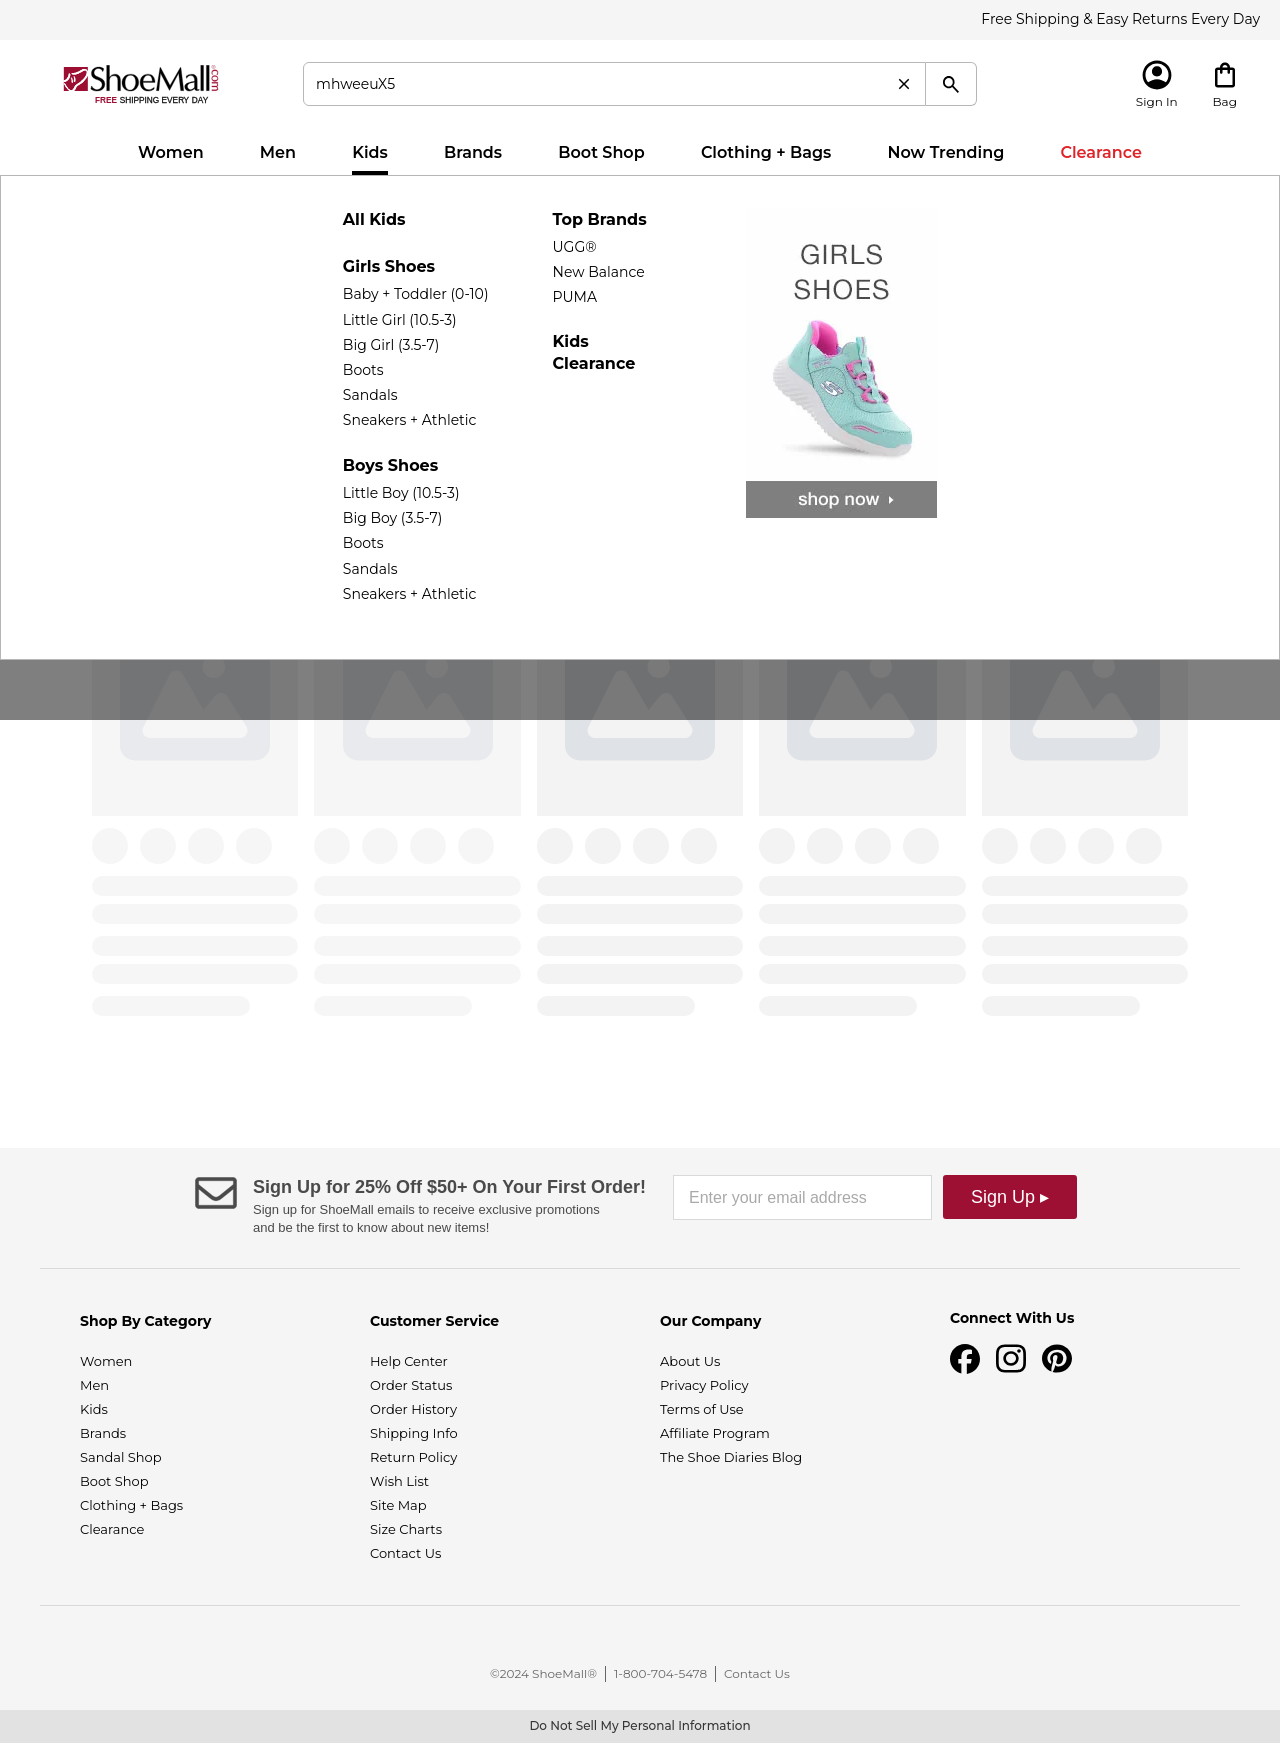 Free Shipping & Easy Returns Every Day
ShoeMall®.com
FREE SHIPPING EVERY DAY
mhweeuX5
Sign In
Bag
Women
Men
Kids
Brands
Boot Shop
Clothing + Bags
Now Trending
Clearance
All Kids
Girls Shoes
Baby + Toddler (0-10)
Little Girl (10.5-3)
Big Girl (3.5-7)
Boots
Sandals
Sneakers + Athletic
Boys Shoes
Little Boy (10.5-3)
Big Boy (3.5-7)
Boots
Sandals
Sneakers + Athletic
Top Brands
UGG®
New Balance
PUMA
Kids
Clearance
GIRLS
SHOES
shop now
Sign Up for 25% Off $50+ On Your First Order!
Sign up for ShoeMall emails to receive exclusive promotions
and be the first to know about new items!
Enter your email address
Sign Up ▸
Shop By Category
Women
Men
Kids
Brands
Sandal Shop
Boot Shop
Clothing + Bags
Clearance
Customer Service
Help Center
Order Status
Order History
Shipping Info
Return Policy
Wish List
Site Map
Size Charts
Contact Us
Our Company
About Us
Privacy Policy
Terms of Use
Affiliate Program
The Shoe Diaries Blog
Connect With Us
©2024 ShoeMall® | 1-800-704-5478 | Contact Us
Do Not Sell My Personal Information